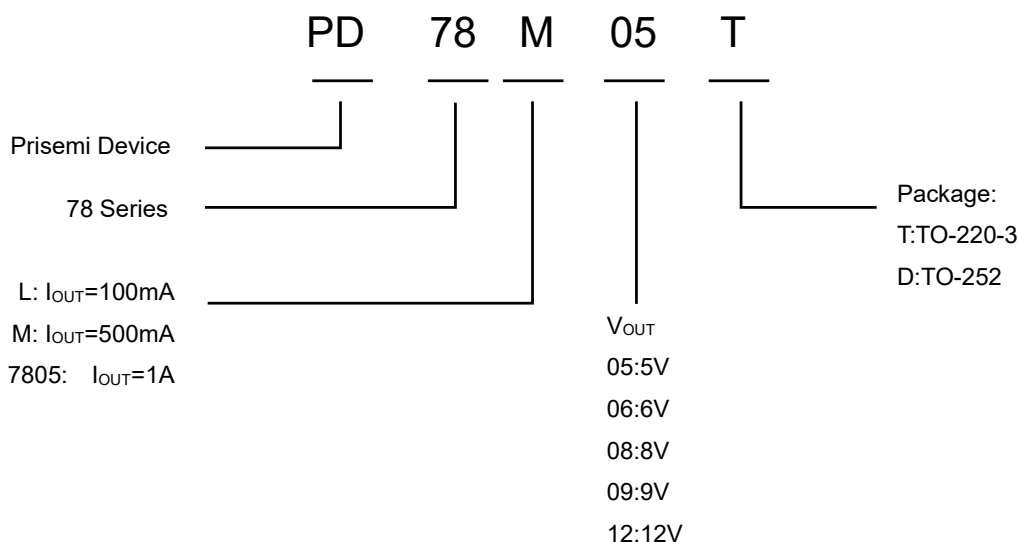 PD 78 M 05 T
Prisemi Device
78 Series
L: IOUT=100mA
M: IOUT=500mA
7805: IOUT=1A
VOUT
05:5V
06:6V
08:8V
09:9V
12:12V
Package:
T:TO-220-3
D:TO-252